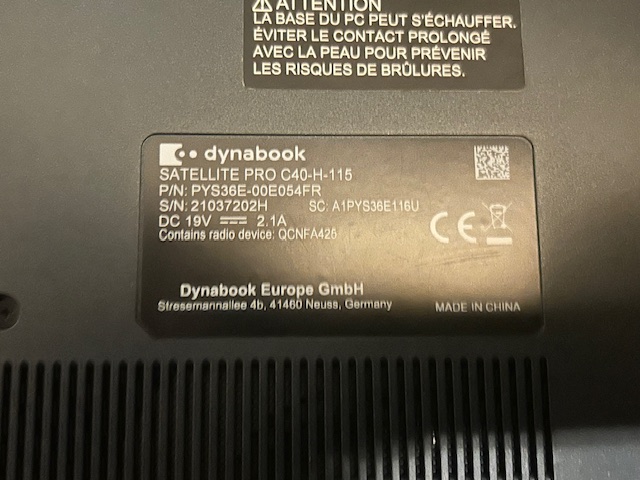 ATTENTION
LA BASE DU PC PEUT S'ÉCHAUFFER.
ÉVITER LE CONTACT PROLONGÉ
AVEC LA PEAU POUR PRÉVENIR
LES RISQUES DE BRÛLURES.
dynabook
SATELLITE PRO C40-H-115
P/N: PYS36E-00E054FR
S/N: 21037202H SC: A1PYS36E116U
DC 19V 2.1A
Contains radio device: QCNFA426
CE
Dynabook Europe GmbH
Stresemannallee 4b, 41460 Neuss, Germany
MADE IN CHINA